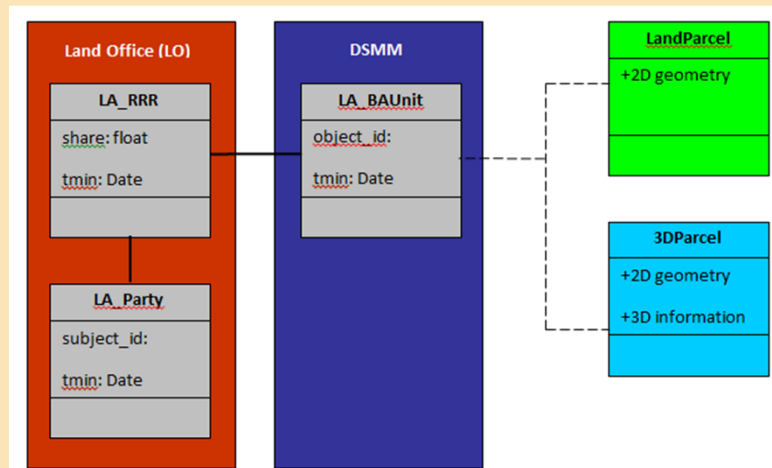 Land Office (LO)
LA_RRR
share: float
tmin: Date
LA_Party
subject_id:
tmin: Date
DSMM
LA_BAUnit
object_id:
tmin: Date
LandParcel
+2D geometry
3DParcel
+2D geometry
+3D information